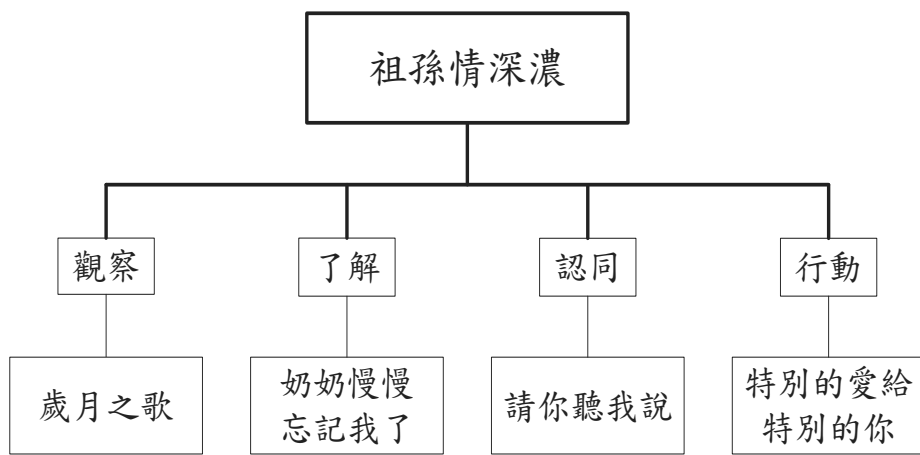 祖孫情深濃
觀察
了解
認同
行動
歲月之歌
奶奶慢慢
忘記我了
請你聽我說
特別的愛給
特別的你